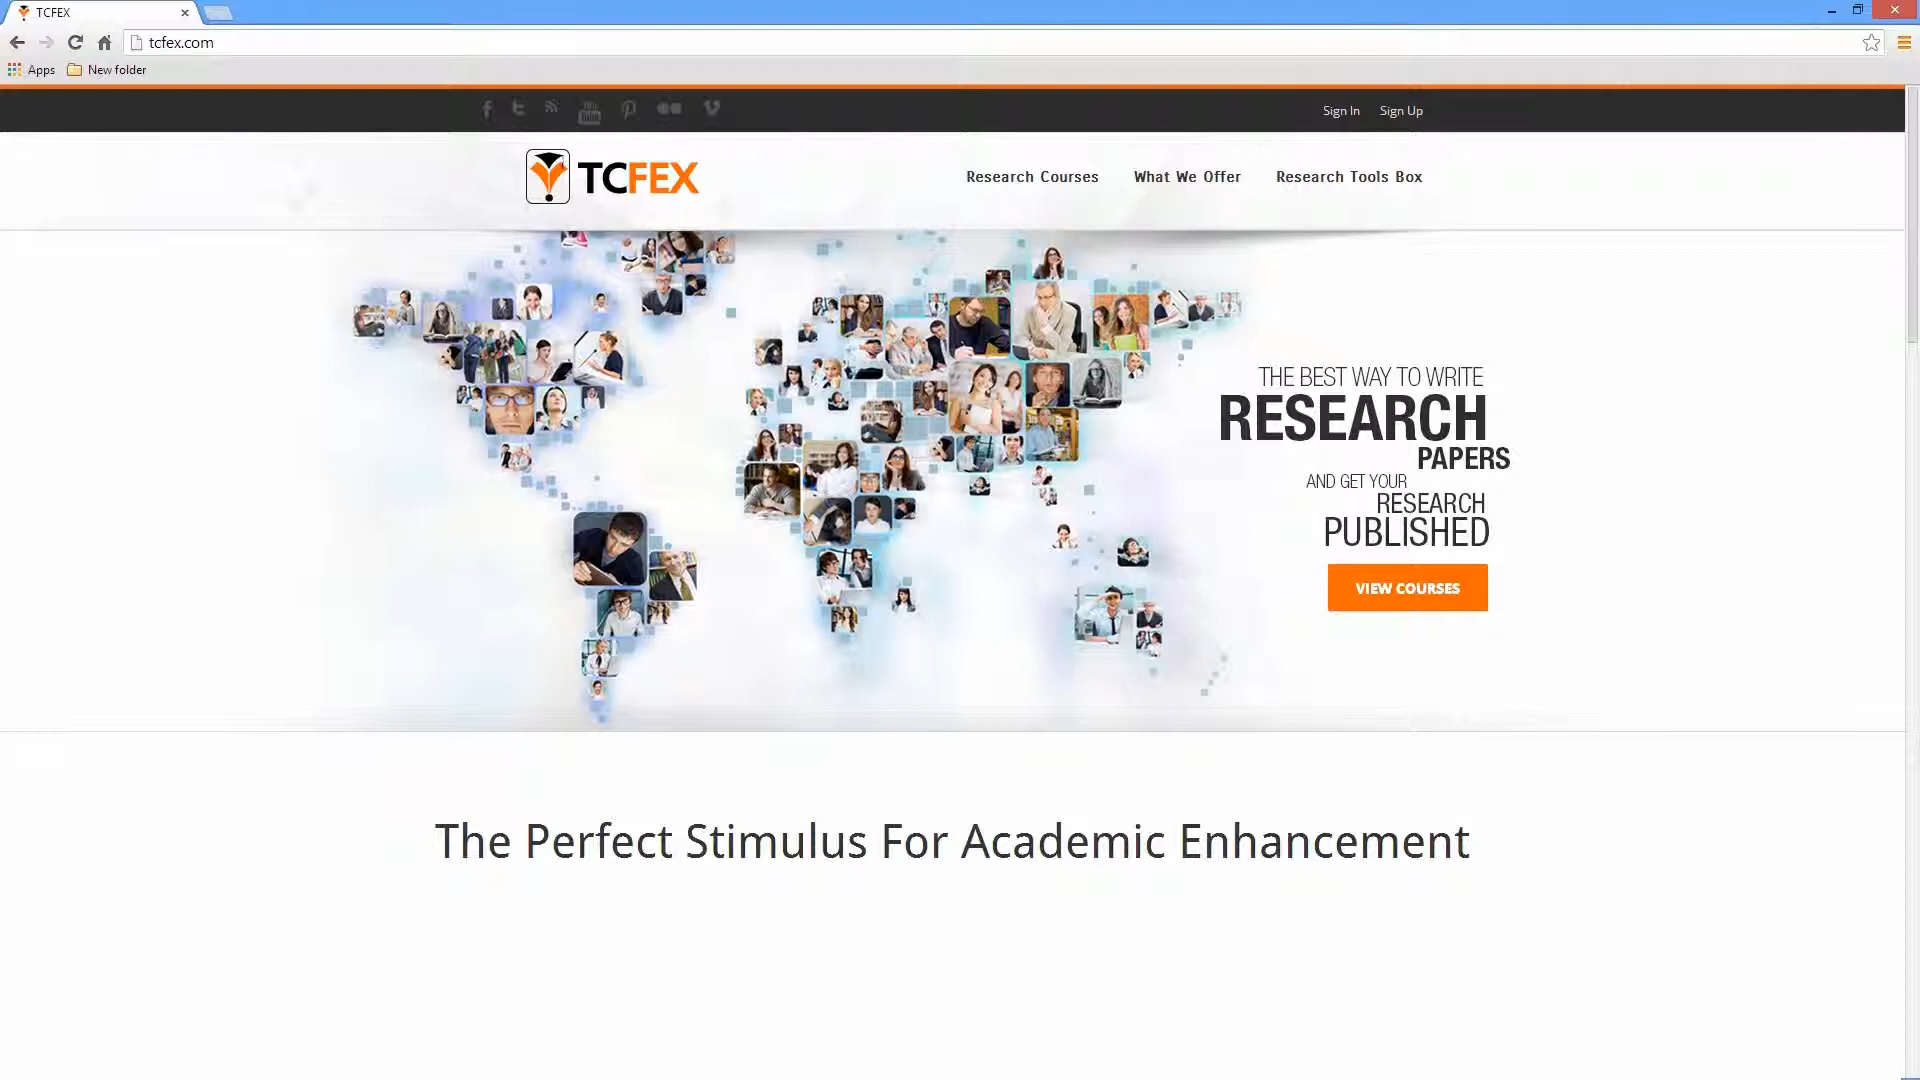 TCFEX
tcfex.com
Apps New folder
You Tube
Sign In Sign Up
TCFEX
Research Courses What We Offer Research Tools Box
THE BEST WAY TO WRITE
RESEARCH
PAPERS
AND GET YOUR
RESEARCH
PUBLISHED
VIEW COURSES
The Perfect Stimulus For Academic Enhancement